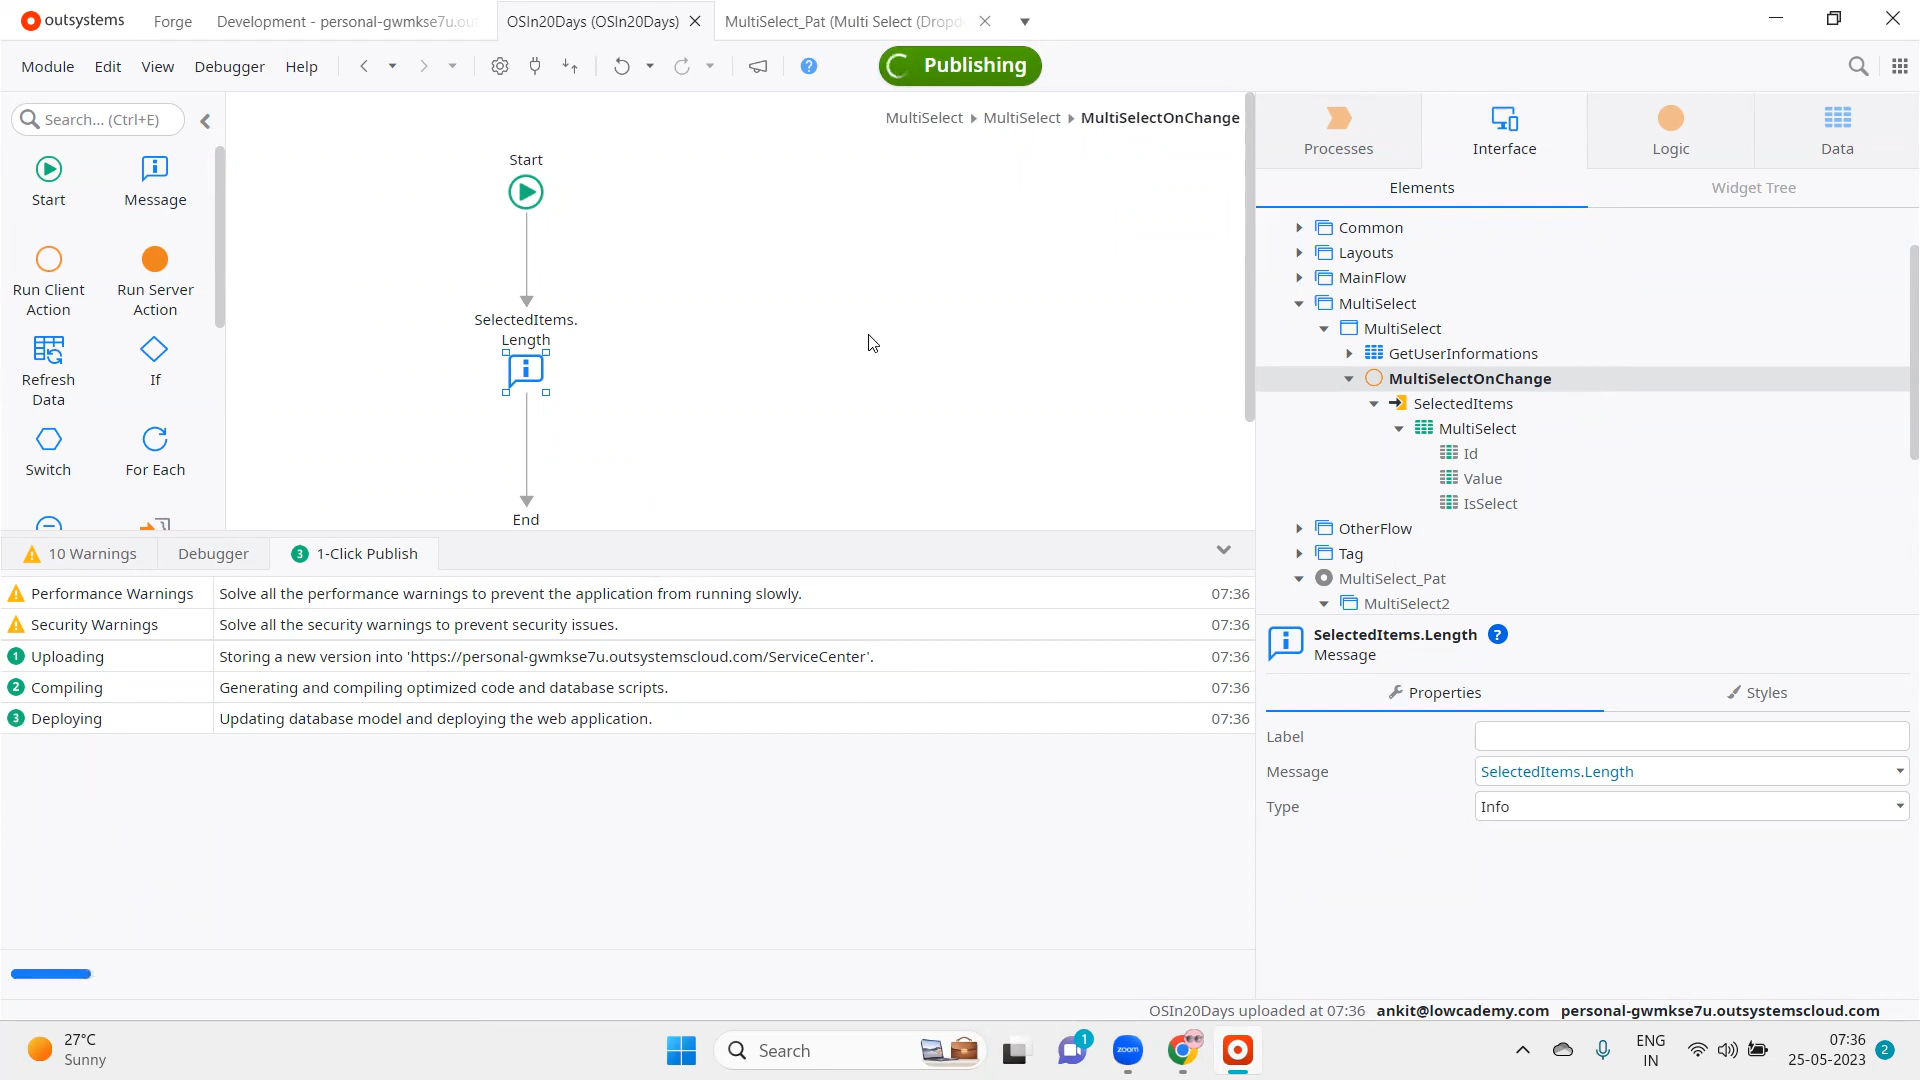 outsystems
Forge
Development - personal-gwmkse7u.ou
OSIn20Days (OSIn20Days)
MultiSelect_Pat (Multi Select (Dropd
Module
Edit
View
Debugger
Help
Publishing
Search... (Ctrl+E)
MultiSelect
MultiSelect
MultiSelectOnChange
Processes
Interface
Logic
Data
Start
Message
Run Client
Action
Run Server
Action
Refresh
Data
If
Switch
For Each
Start
SelectedItems.
Length
End
Elements
Widget Tree
Common
Layouts
MainFlow
MultiSelect
MultiSelect
GetUserInformations
MultiSelectOnChange
SelectedItems
MultiSelect
Id
Value
IsSelect
OtherFlow
Tag
MultiSelect_Pat
MultiSelect2
10 Warnings
Debugger
3 1-Click Publish
Performance Warnings Solve all the performance warnings to prevent the application from running slowly. 07:36
Security Warnings Solve all the security warnings to prevent security issues. 07:36
1 Uploading Storing a new version into 'https://personal-gwmkse7u.outsystemscloud.com/ServiceCenter'. 07:36
2 Compiling Generating and compiling optimized code and database scripts. 07:36
3 Deploying Updating database model and deploying the web application. 07:36
SelectedItems.Length ?
Message
Properties
Styles
Label
Message SelectedItems.Length
Type Info
OSIn20Days uploaded at 07:36 ankit@lowcademy.com personal-gwmkse7u.outsystemscloud.com
27°C
Sunny
Search
1
zoom
ENG
IN
07:36
25-05-2023
2